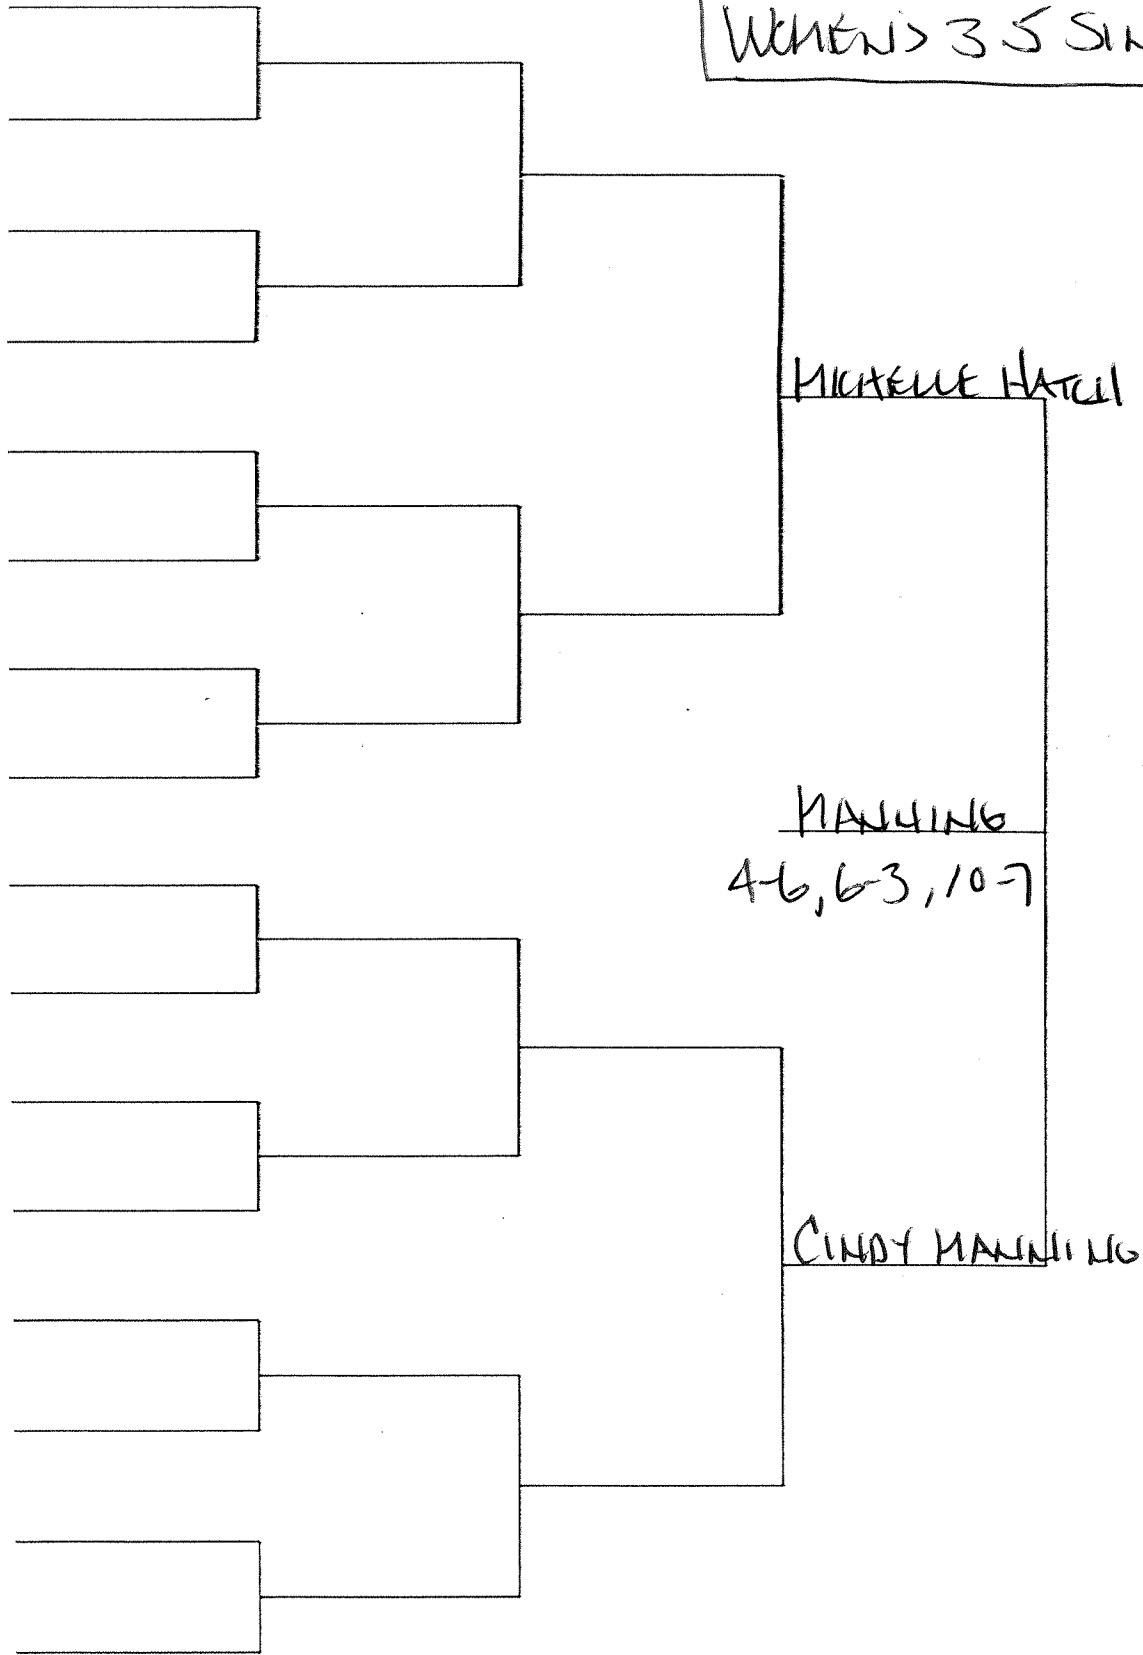 WOMEN'S 3 5 SIN
MICHELLE HATCH
MANNING
4-6, 6-3, 10-7
CINDY MANNING